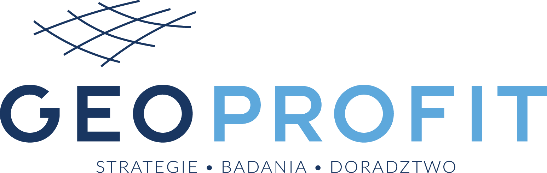 GEOPROFIT
STRATEGIE • BADANIA • DORADZTWO